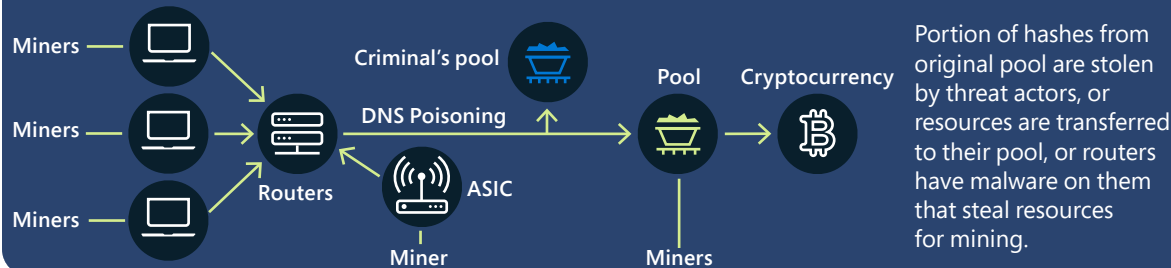 Miners
Miners
Miners
Routers
Criminal's pool
DNS Poisoning
ASIC
Miner
Pool
Miners
Cryptocurrency
Portion of hashes from
original pool are stolen
by threat actors, or
resources are transferred
to their pool, or routers
have malware on them
that steal resources
for mining.